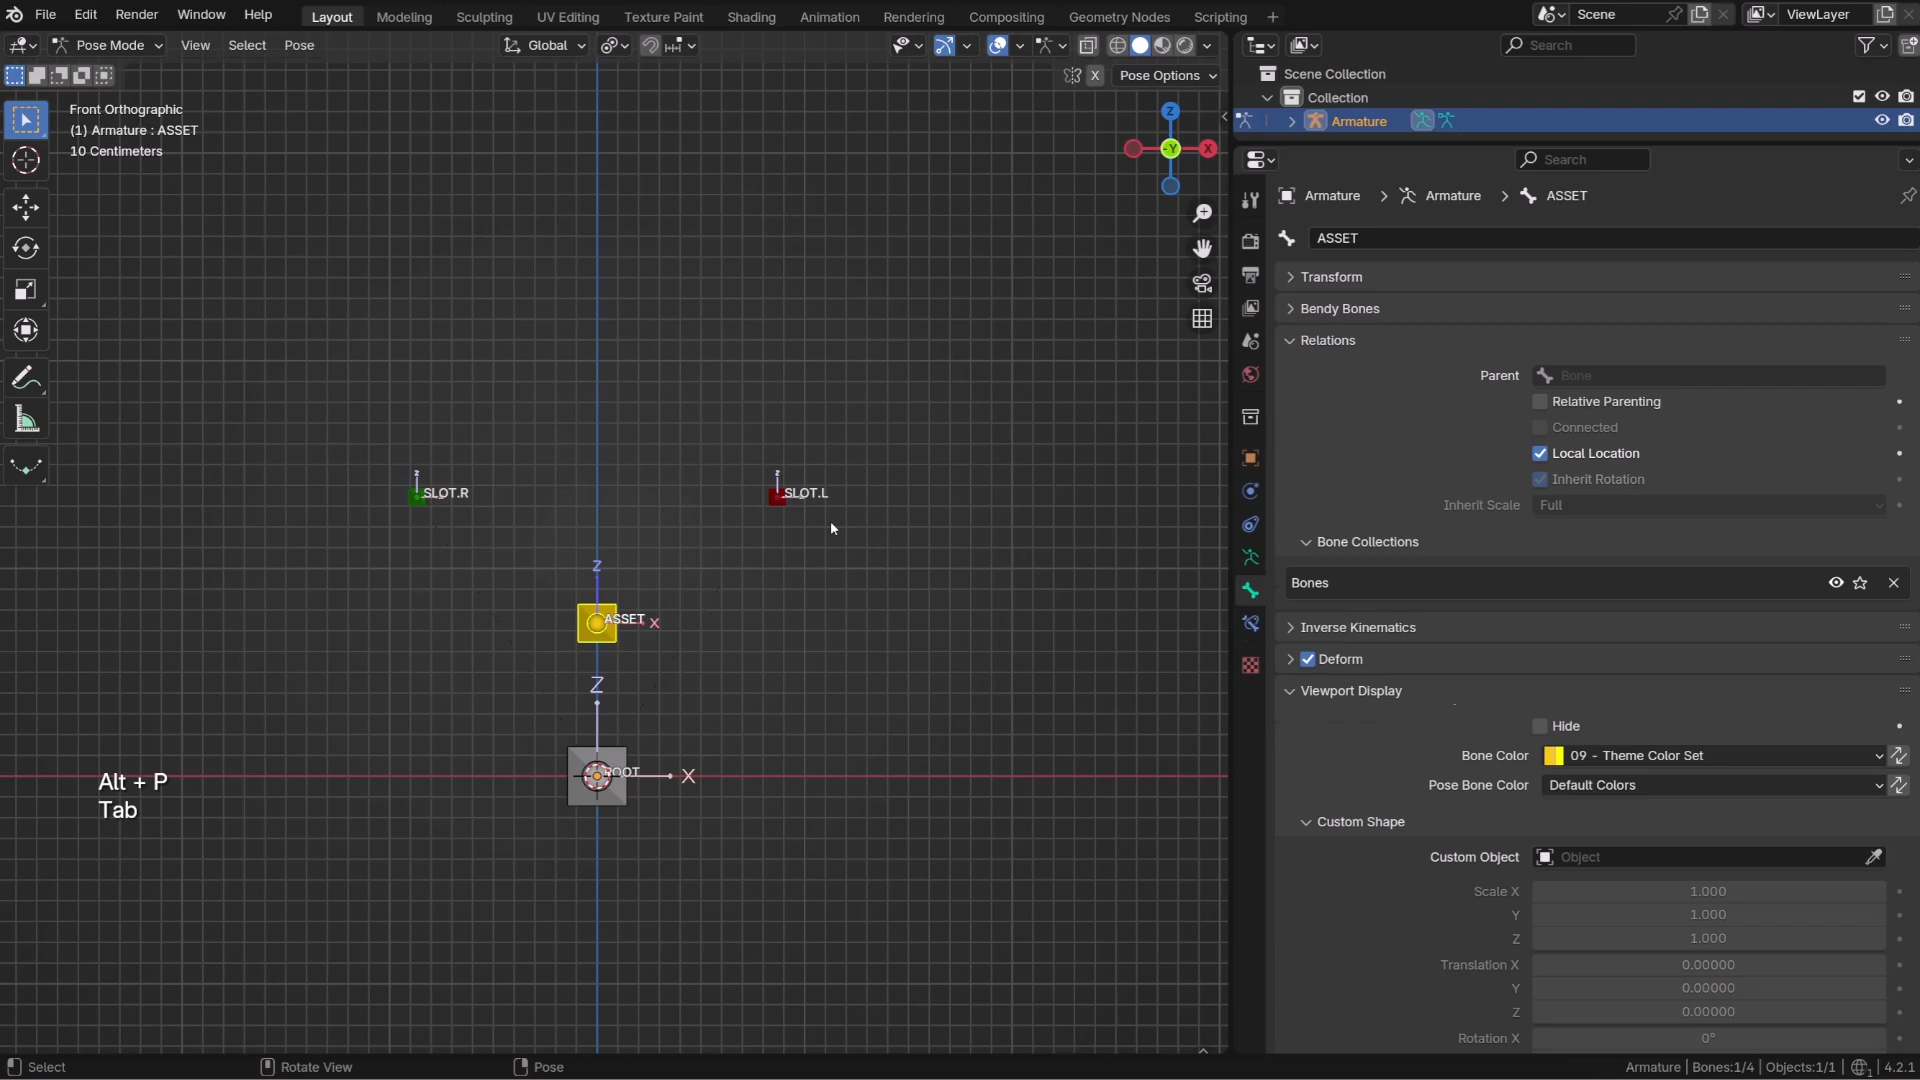 File Edit Render Window Help Layout Modeling Sculpting UV Editing Texture Paint Shading Animation Rendering Compositing Geometry Nodes Scripting + Scene ViewLayer
Pose Mode View Select Pose Global Search
X Pose Options
Scene Collection
Collection
Armature
Front Orthographic
(1) Armature : ASSET
10 Centimeters
Z
-Y X
Search
Armature > Armature > ASSET
ASSET
Transform
Bendy Bones
Relations
Parent Bone
Relative Parenting
Connected
Local Location
Inherit Rotation
Inherit Scale Full
Bone Collections
Bones
Inverse Kinematics
Deform
Viewport Display
Hide
Bone Color 09 - Theme Color Set
Pose Bone Color Default Colors
Custom Shape
Custom Object Object
Scale X 1.000
Y 1.000
Z 1.000
Translation X 0.00000
Y 0.00000
Z 0.00000
Rotation X 0°
z z
SLOT.R SLOT.L
Z
ASSET X
Z
ROOT X
Alt + P
Tab
Select Rotate View Pose Armature | Bones:1/4 | Objects:1/1 | 1 4.2.1